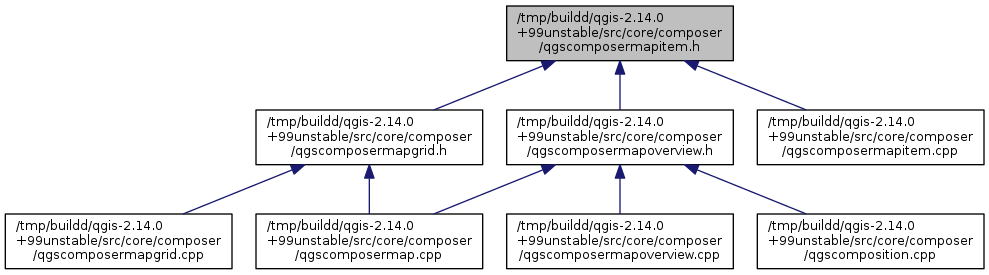 /tmp/buildd/qgis-2.14.0
+99unstable/src/core/composer
/qgscomposermapitem.h
/tmp/buildd/qgis-2.14.0
+99unstable/src/core/composer
/qgscomposermapgrid.h
/tmp/buildd/qgis-2.14.0
+99unstable/src/core/composer
/qgscomposermapoverview.h
/tmp/buildd/qgis-2.14.0
+99unstable/src/core/composer
/qgscomposermapitem.cpp
/tmp/buildd/qgis-2.14.0
+99unstable/src/core/composer
/qgscomposermapgrid.cpp
/tmp/buildd/qgis-2.14.0
+99unstable/src/core/composer
/qgscomposermap.cpp
/tmp/buildd/qgis-2.14.0
+99unstable/src/core/composer
/qgscomposermapoverview.cpp
/tmp/buildd/qgis-2.14.0
+99unstable/src/core/composer
/qgscomposition.cpp